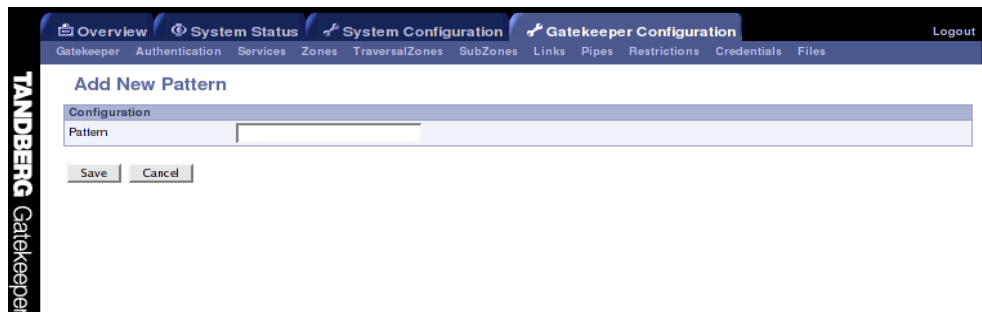 Overview System Status System Configuration Gatekeeper Configuration Logout
Gatekeeper Authentication Services Zones TraversalZones SubZones Links Pipes Restrictions Credentials Files
TANDBERG Gatekeeper
Add New Pattern
Configuration
Pattern
Save Cancel